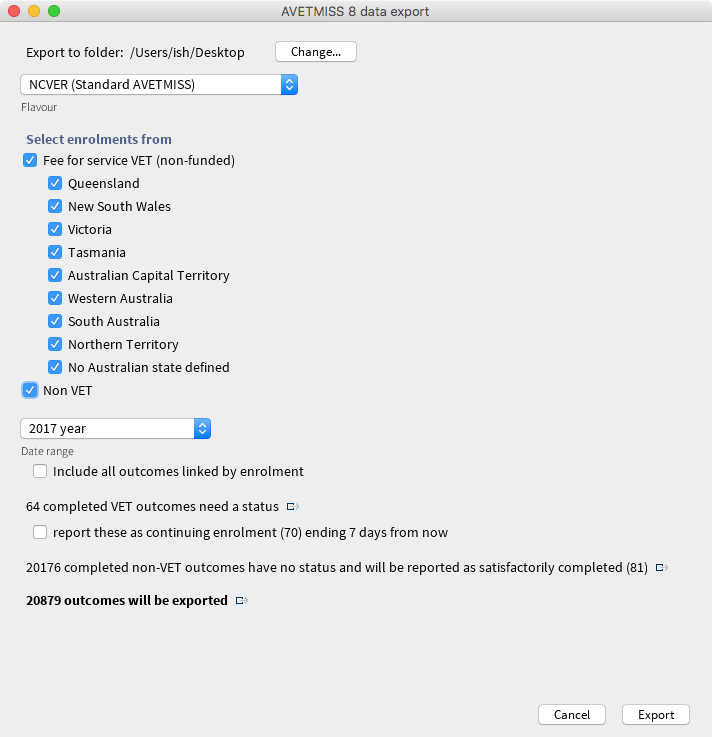 AVETMISS 8 data export
Export to folder: /Users/ish/Desktop Change...
NCVER (Standard AVETMISS)
Flavour
Select enrolments from
Fee for service VET (non-funded)
Queensland
New South Wales
Victoria
Tasmania
Australian Capital Territory
Western Australia
South Australia
Northern Territory
No Australian state defined
Non VET
2017 year
Date range
Include all outcomes linked by enrolment
64 completed VET outcomes need a status
report these as continuing enrolment (70) ending 7 days from now
20176 completed non-VET outcomes have no status and will be reported as satisfactorily completed (81)
20879 outcomes will be exported
Cancel Export